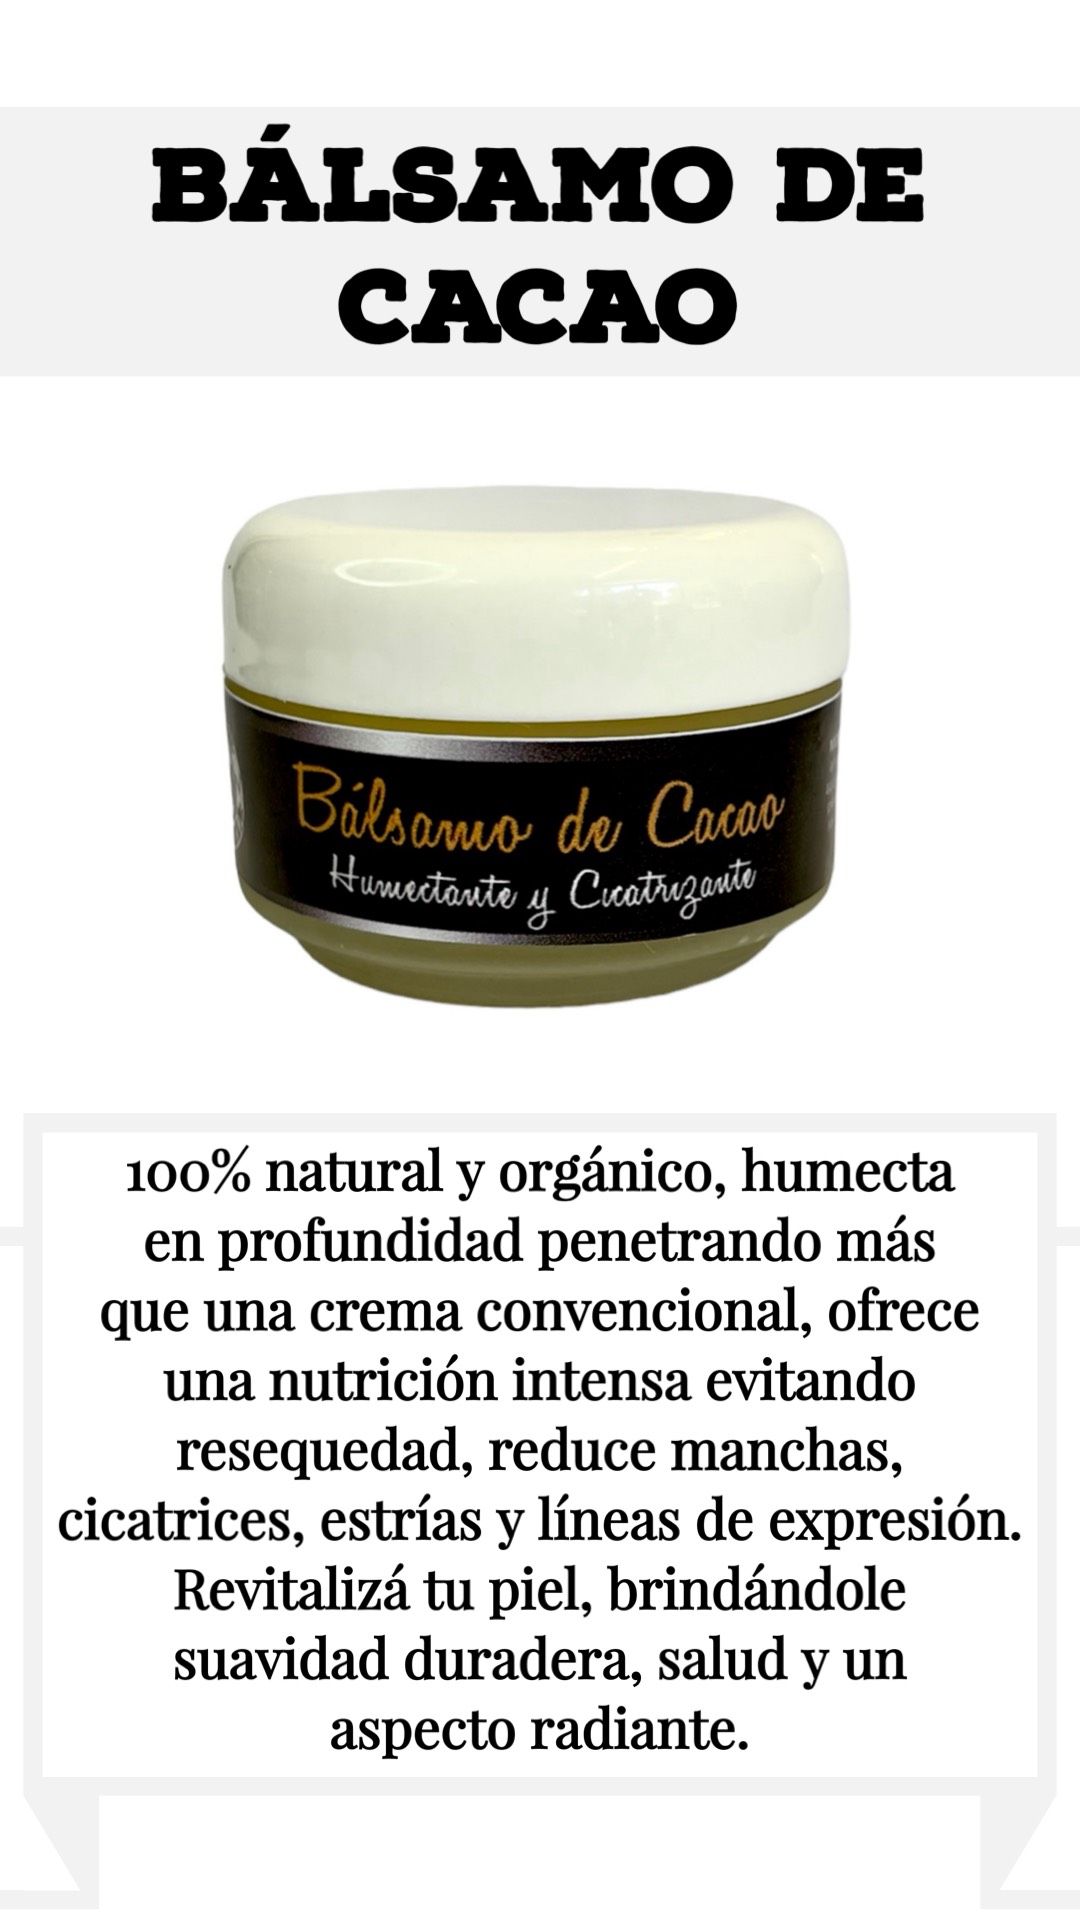 BÁLSAMO DE
CACAO
Bálsamo de Cacao
Humectante y Cicatrizante
100% natural y orgánico, humecta
en profundidad penetrando más
que una crema convencional, ofrece
una nutrición intensa evitando
resequedad, reduce manchas,
cicatrices, estrías y líneas de expresión.
Revitalizá tu piel, brindándole
suavidad duradera, salud y un
aspecto radiante.